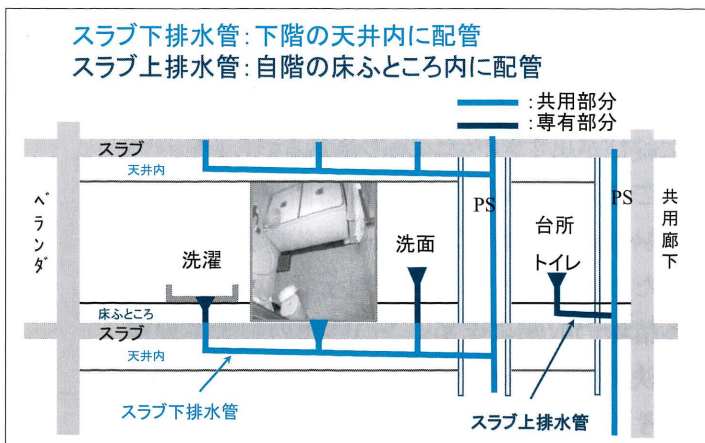 スラブ下排水管：下階の天井内に配管
スラブ上排水管：自階の床ふところ内に配管
：共用部分
：専有部分
スラブ
天井内
PS
PS
ベランダ
洗濯
洗面
台所
トイレ
共用廊下
床ふところ
スラブ
天井内
スラブ下排水管
スラブ上排水管